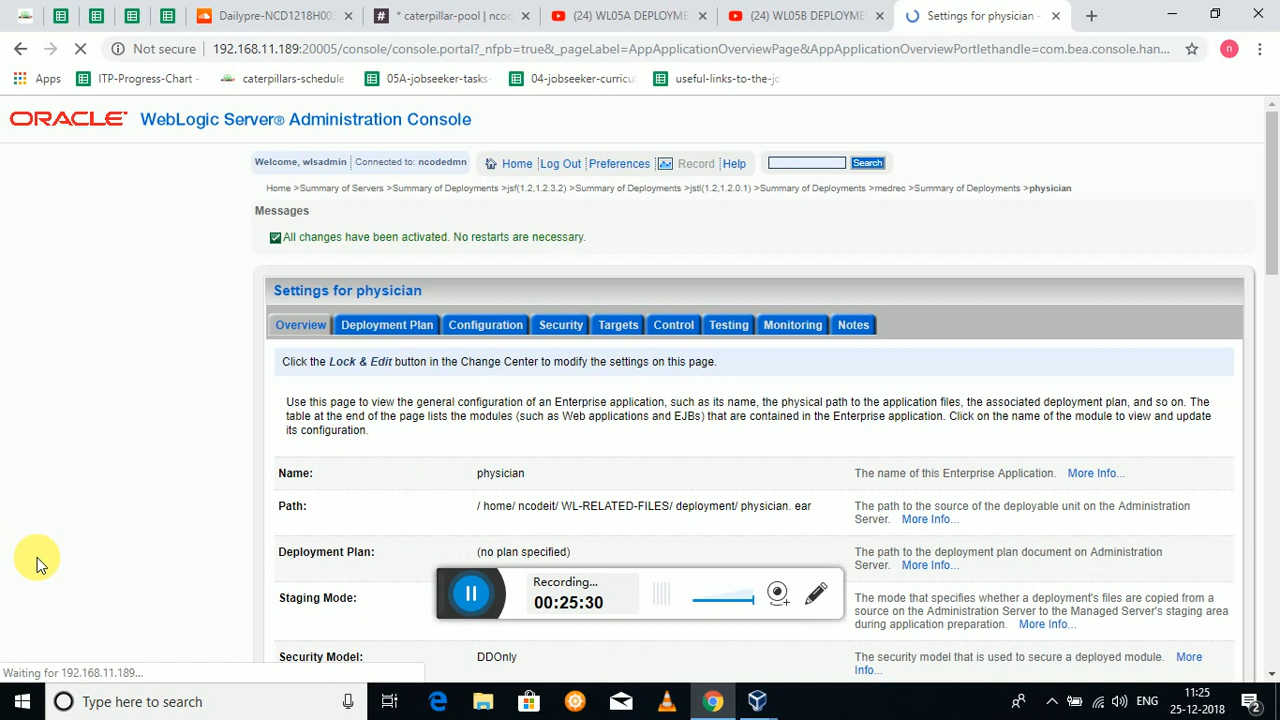 Dailypre-NCD1218H00
* caterpillar-pool | ncod
(24) WL05A DEPLOYME
(24) WL05B DEPLOYME
Settings for physician -
Not secure
192.168.11.189:20005/console/console.portal?_nfpb=true&_pageLabel=AppApplicationOverviewPage&AppApplicationOverviewPortlethandle=com.bea.console.han...
n
Apps
ITP-Progress-Chart -
caterpillars-schedule
05A-jobseeker-tasks-
04-jobseeker-curricu
useful-links-to-the-jo
ORACLE WebLogic Server® Administration Console
Welcome, wlsadmin
Connected to: ncodedmn
Home
Log Out
Preferences
Record
Help
Search
Home >Summary of Servers >Summary of Deployments >jsf(1.2,1.2.3.2) >Summary of Deployments >jstl(1.2,1.2.0.1) >Summary of Deployments >medrec >Summary of Deployments >physician
Messages
All changes have been activated. No restarts are necessary.
Settings for physician
Overview
Deployment Plan
Configuration
Security
Targets
Control
Testing
Monitoring
Notes
Click the Lock & Edit button in the Change Center to modify the settings on this page.
Use this page to view the general configuration of an Enterprise application, such as its name, the physical path to the application files, the associated deployment plan, and so on. The
table at the end of the page lists the modules (such as Web applications and EJBs) that are contained in the Enterprise application. Click on the name of the module to view and update
its configuration.
Name:
physician
The name of this Enterprise Application. More Info...
Path:
/ home/ ncodeit/ WL-RELATED-FILES/ deployment/ physician. ear
The path to the source of the deployable unit on the Administration
Server. More Info...
Deployment Plan:
(no plan specified)
The path to the deployment plan document on Administration
Server. More Info...
Recording...
00:25:30
Staging Mode:
The mode that specifies whether a deployment's files are copied from a
source on the Administration Server to the Managed Server's staging area
during application preparation. More Info...
Security Model:
DDOnly
The security model that is used to secure a deployed module. More
Info...
Waiting for 192.168.11.189...
Type here to search
ENG
11:25
25-12-2018
2